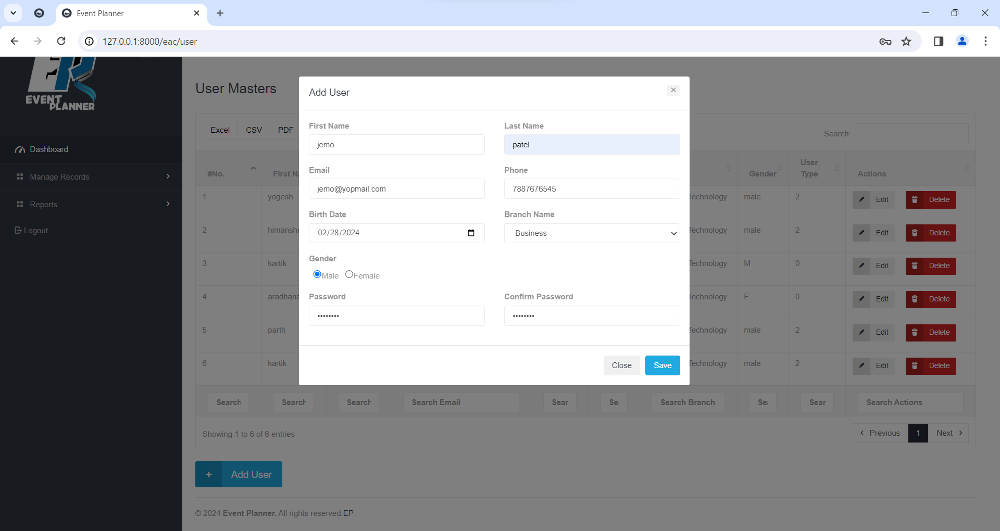 Event Planner
127.0.0.1:8000/eac/user
EVENT
PLANNER
Dashboard
Manage Records
Reports
Logout
User Masters
Excel CSV PDF
Search:
#No. First Gender User Type Actions
1 yogesh Technology male 2 Edit Delete
2 himanshu Technology male 2 Edit Delete
3 kartik Technology M 0 Edit Delete
4 aradhana Technology F 0 Edit Delete
5 parth Technology male 2 Edit Delete
6 kartik Technology male 2 Edit Delete
Search Search Search Search Email Sear Se Search Branch Se Sear Search Actions
Showing 1 to 6 of 6 entries
Previous 1 Next
+ Add User
© 2024 Event Planner. All rights reserved.EP
Add User
First Name Last Name
jemo patel
Email Phone
jemo@yopmail.com 7887676545
Birth Date Branch Name
02/28/2024 Business
Gender
Male Female
Password Confirm Password
•••••••• ••••••••
Close Save